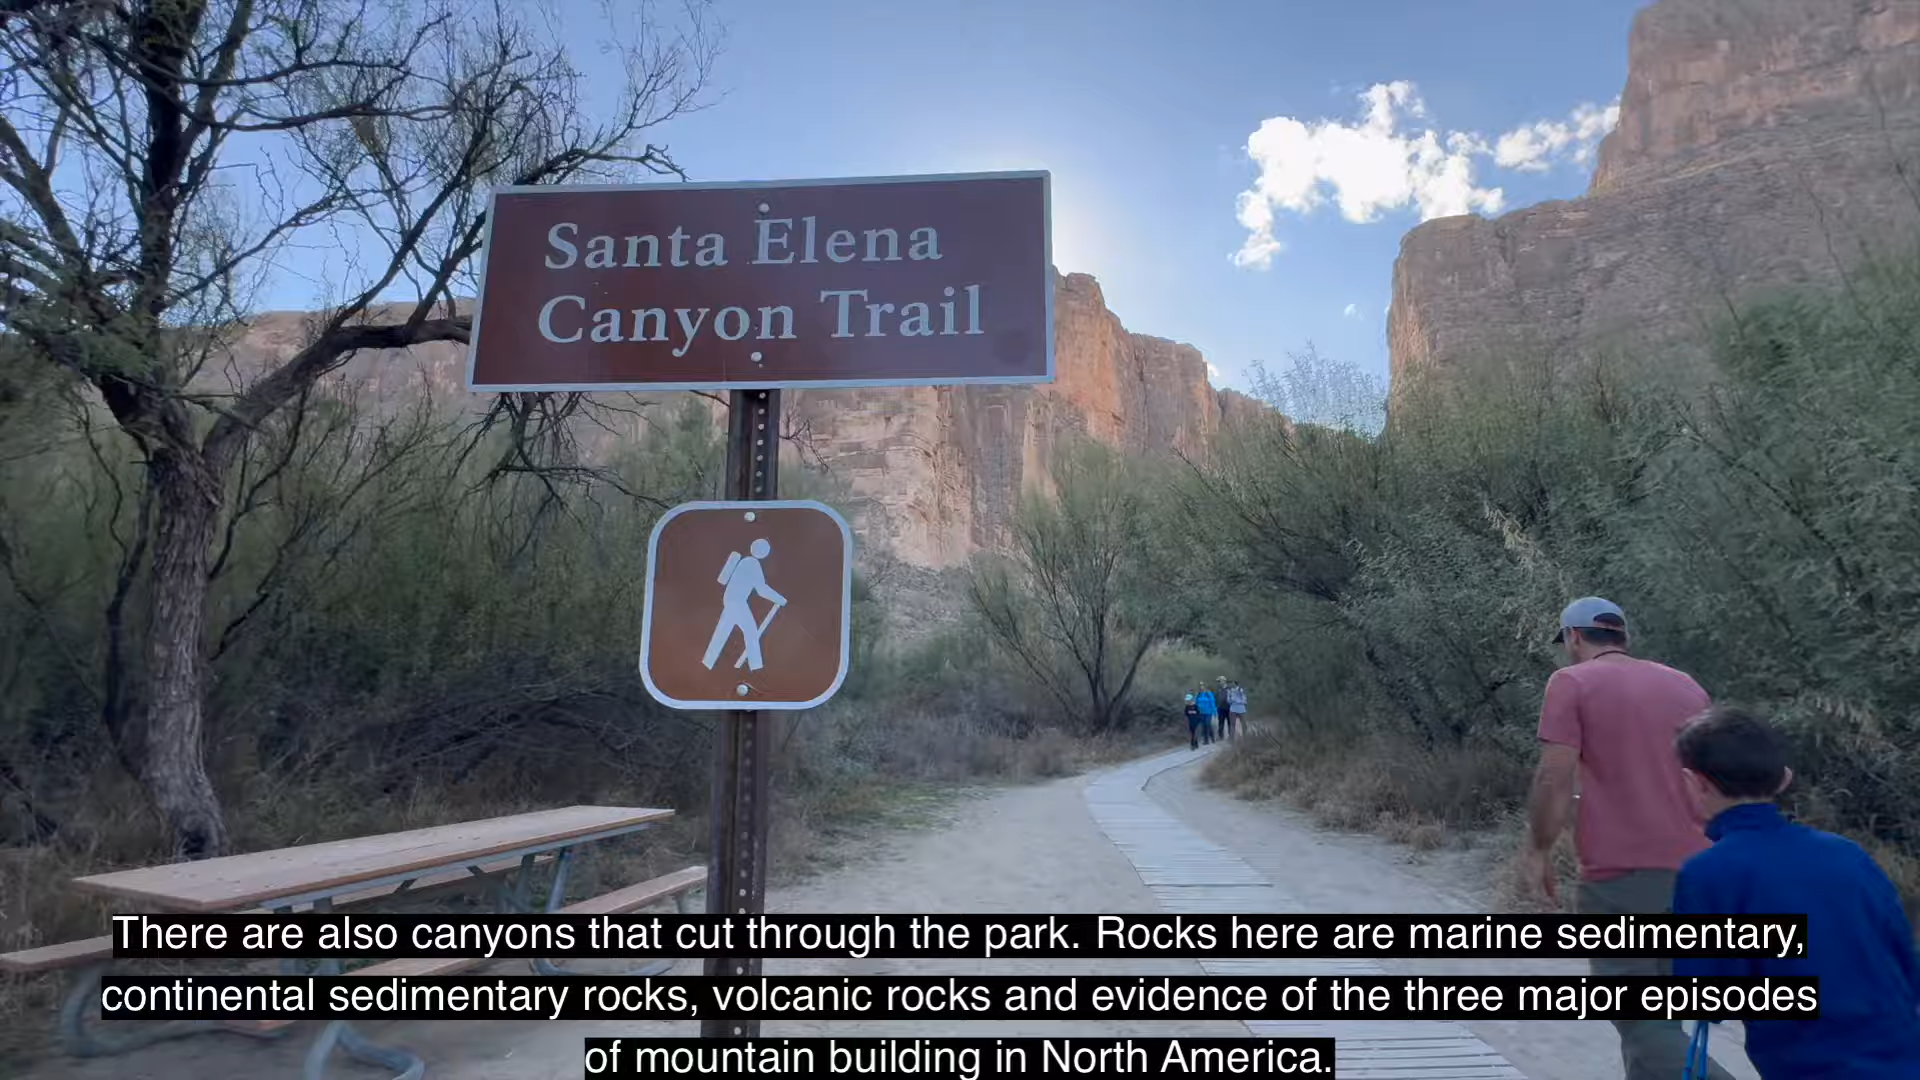 Santa Elena
Canyon Trail
There are also canyons that cut through the park. Rocks here are marine sedimentary,
continental sedimentary rocks, volcanic rocks and evidence of the three major episodes
of mountain building in North America.